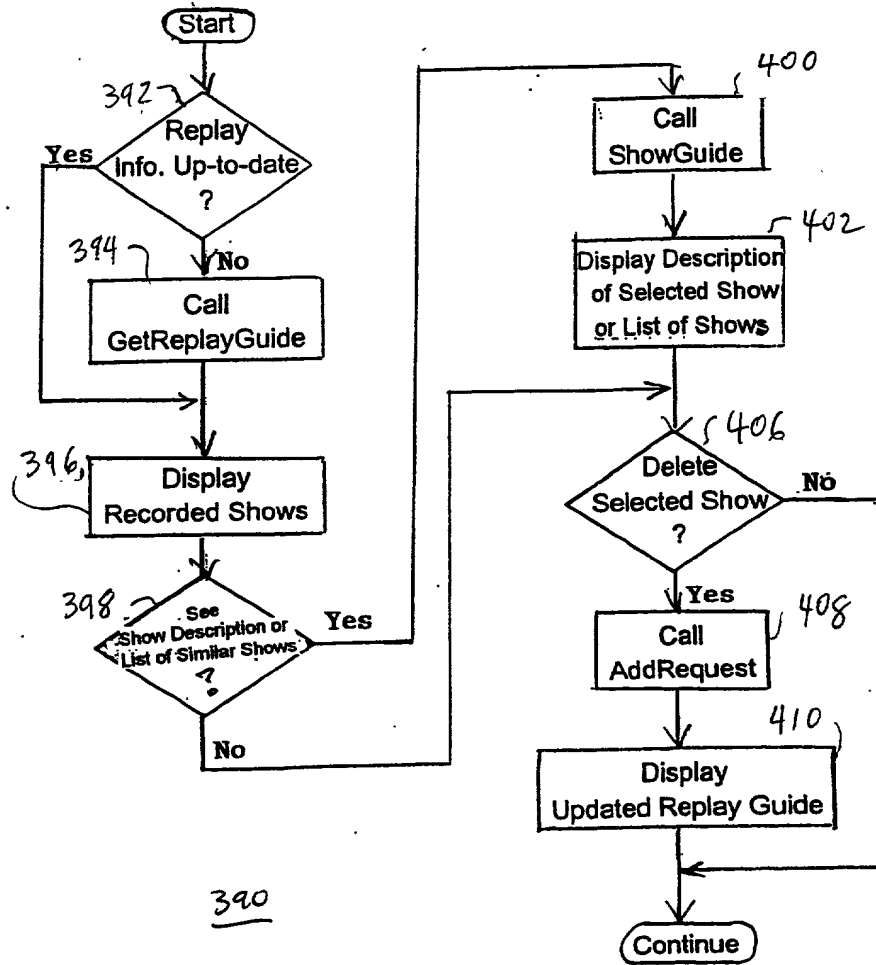 Start
392
Replay
Info. Up-to-date
?
Yes
No
394
Call
GetReplayGuide
396
Display
Recorded Shows
398
See
Show Description or
List of Similar Shows
?
Yes
No
400
Call
ShowGuide
402
Display Description
of Selected Show
or List of Shows
406
Delete
Selected Show
?
No
Yes
408
Call
AddRequest
410
Display
Updated Replay Guide
Continue
390